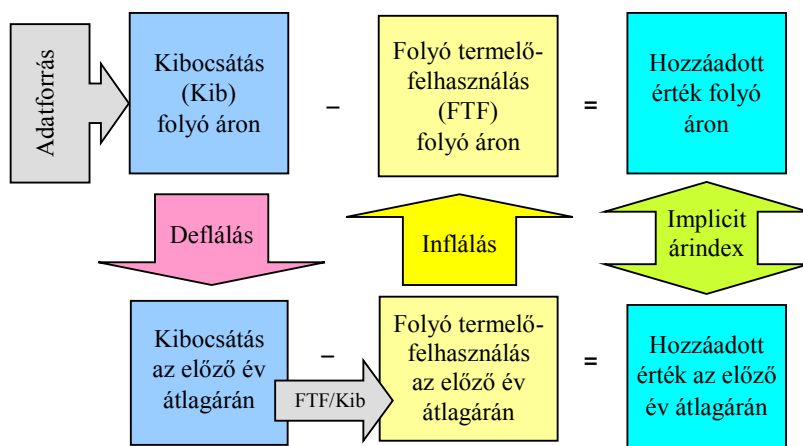 Adatforrás
Kibocsátás
(Kib)
folyó áron
–
Folyó termelő-
felhasználás
(FTF)
folyó áron
=
Hozzáadott
érték folyó
áron
Deflálás
Inflálás
Implicit
árindex
Kibocsátás
az előző év
átlagárán
–
FTF/Kib
Folyó termelő-
felhasználás
az előző év
átlagárán
=
Hozzáadott
érték az előző
év átlagárán